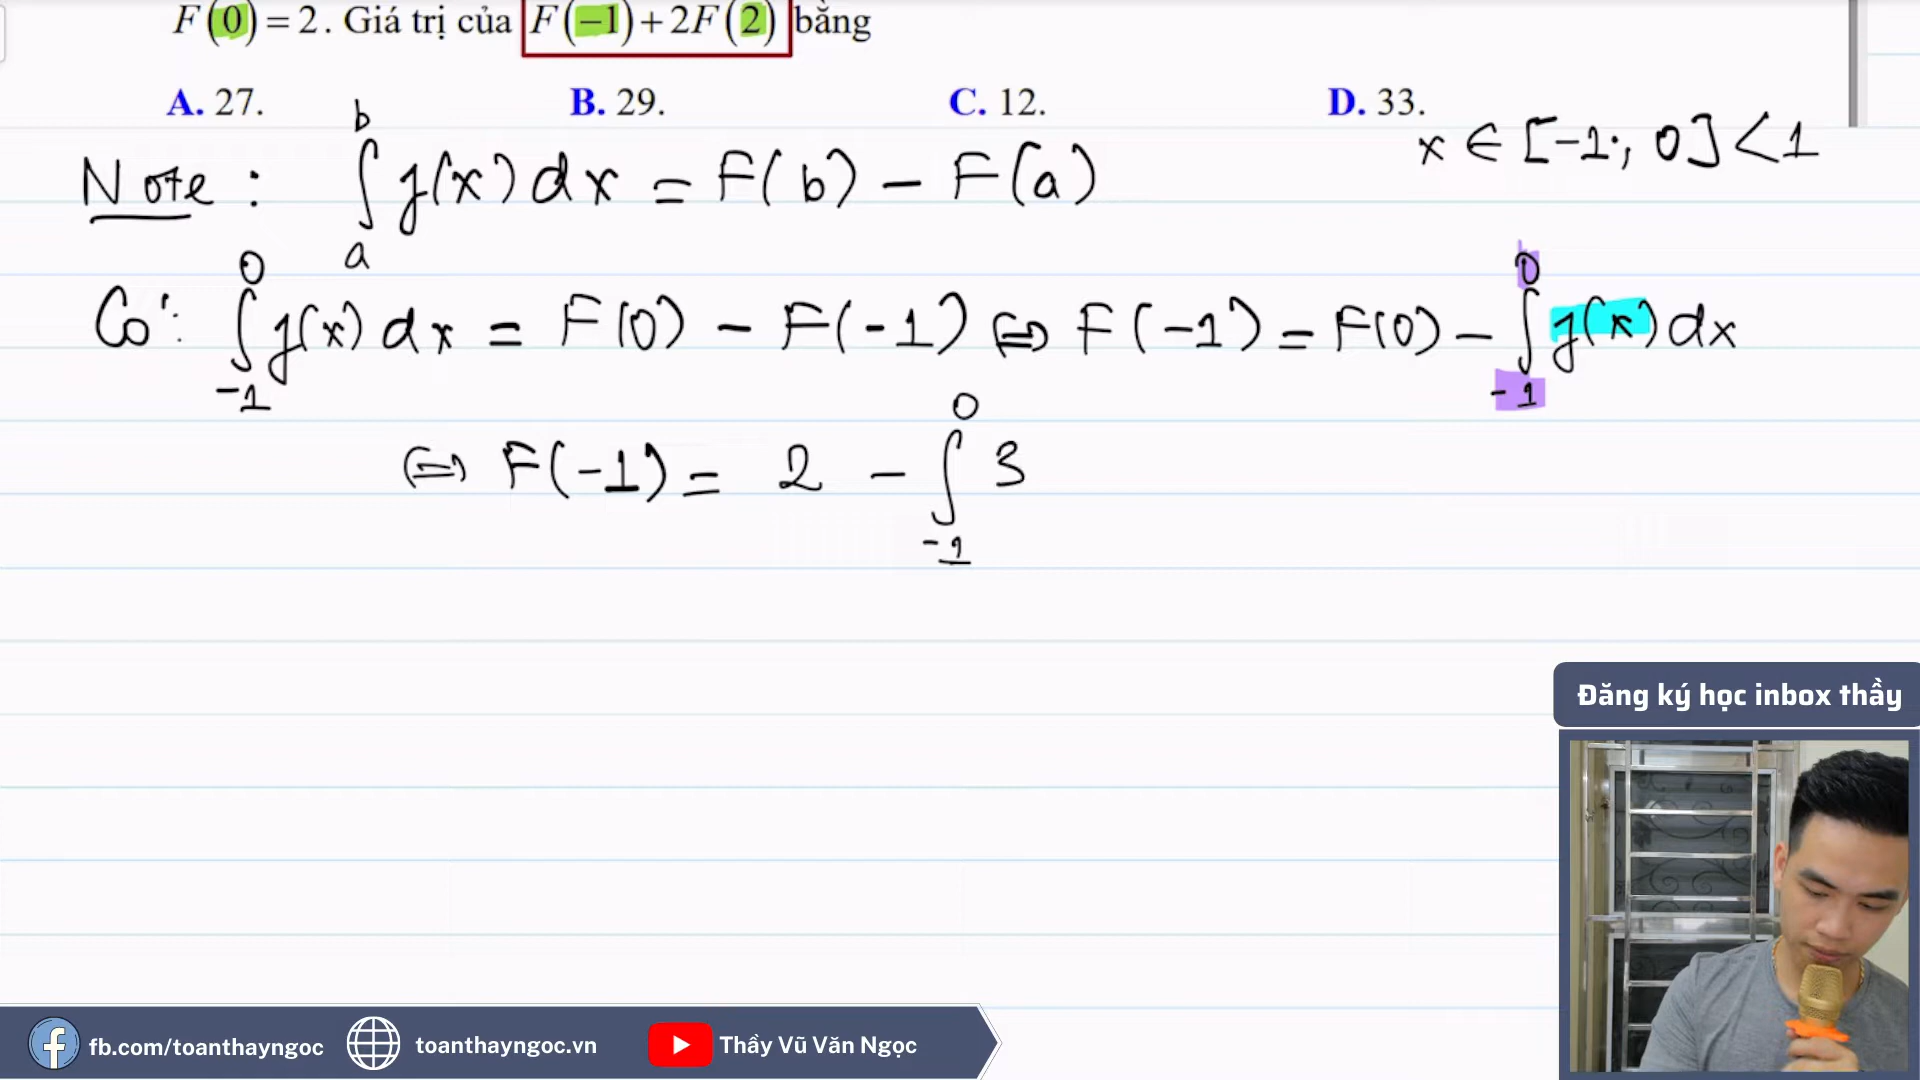 F(0) = 2. Giá trị của F(−1)+2F(2) bằng
A. 27. B. 29. C. 12. D. 33.
x ∈ [-1; 0] < 1
Note: ∫_a^b f(x) dx = F(b) - F(a)
Có: ∫_{-1}^0 f(x) dx = F(0) - F(-1) ⇔ F(-1) = F(0) - ∫_{-1}^0 f(x) dx
⇔ F(-1) = 2 - ∫_{-1}^0 3
Đăng ký học inbox thầy
fb.com/toanthayngoc toanthayngoc.vn Thầy Vũ Văn Ngọc